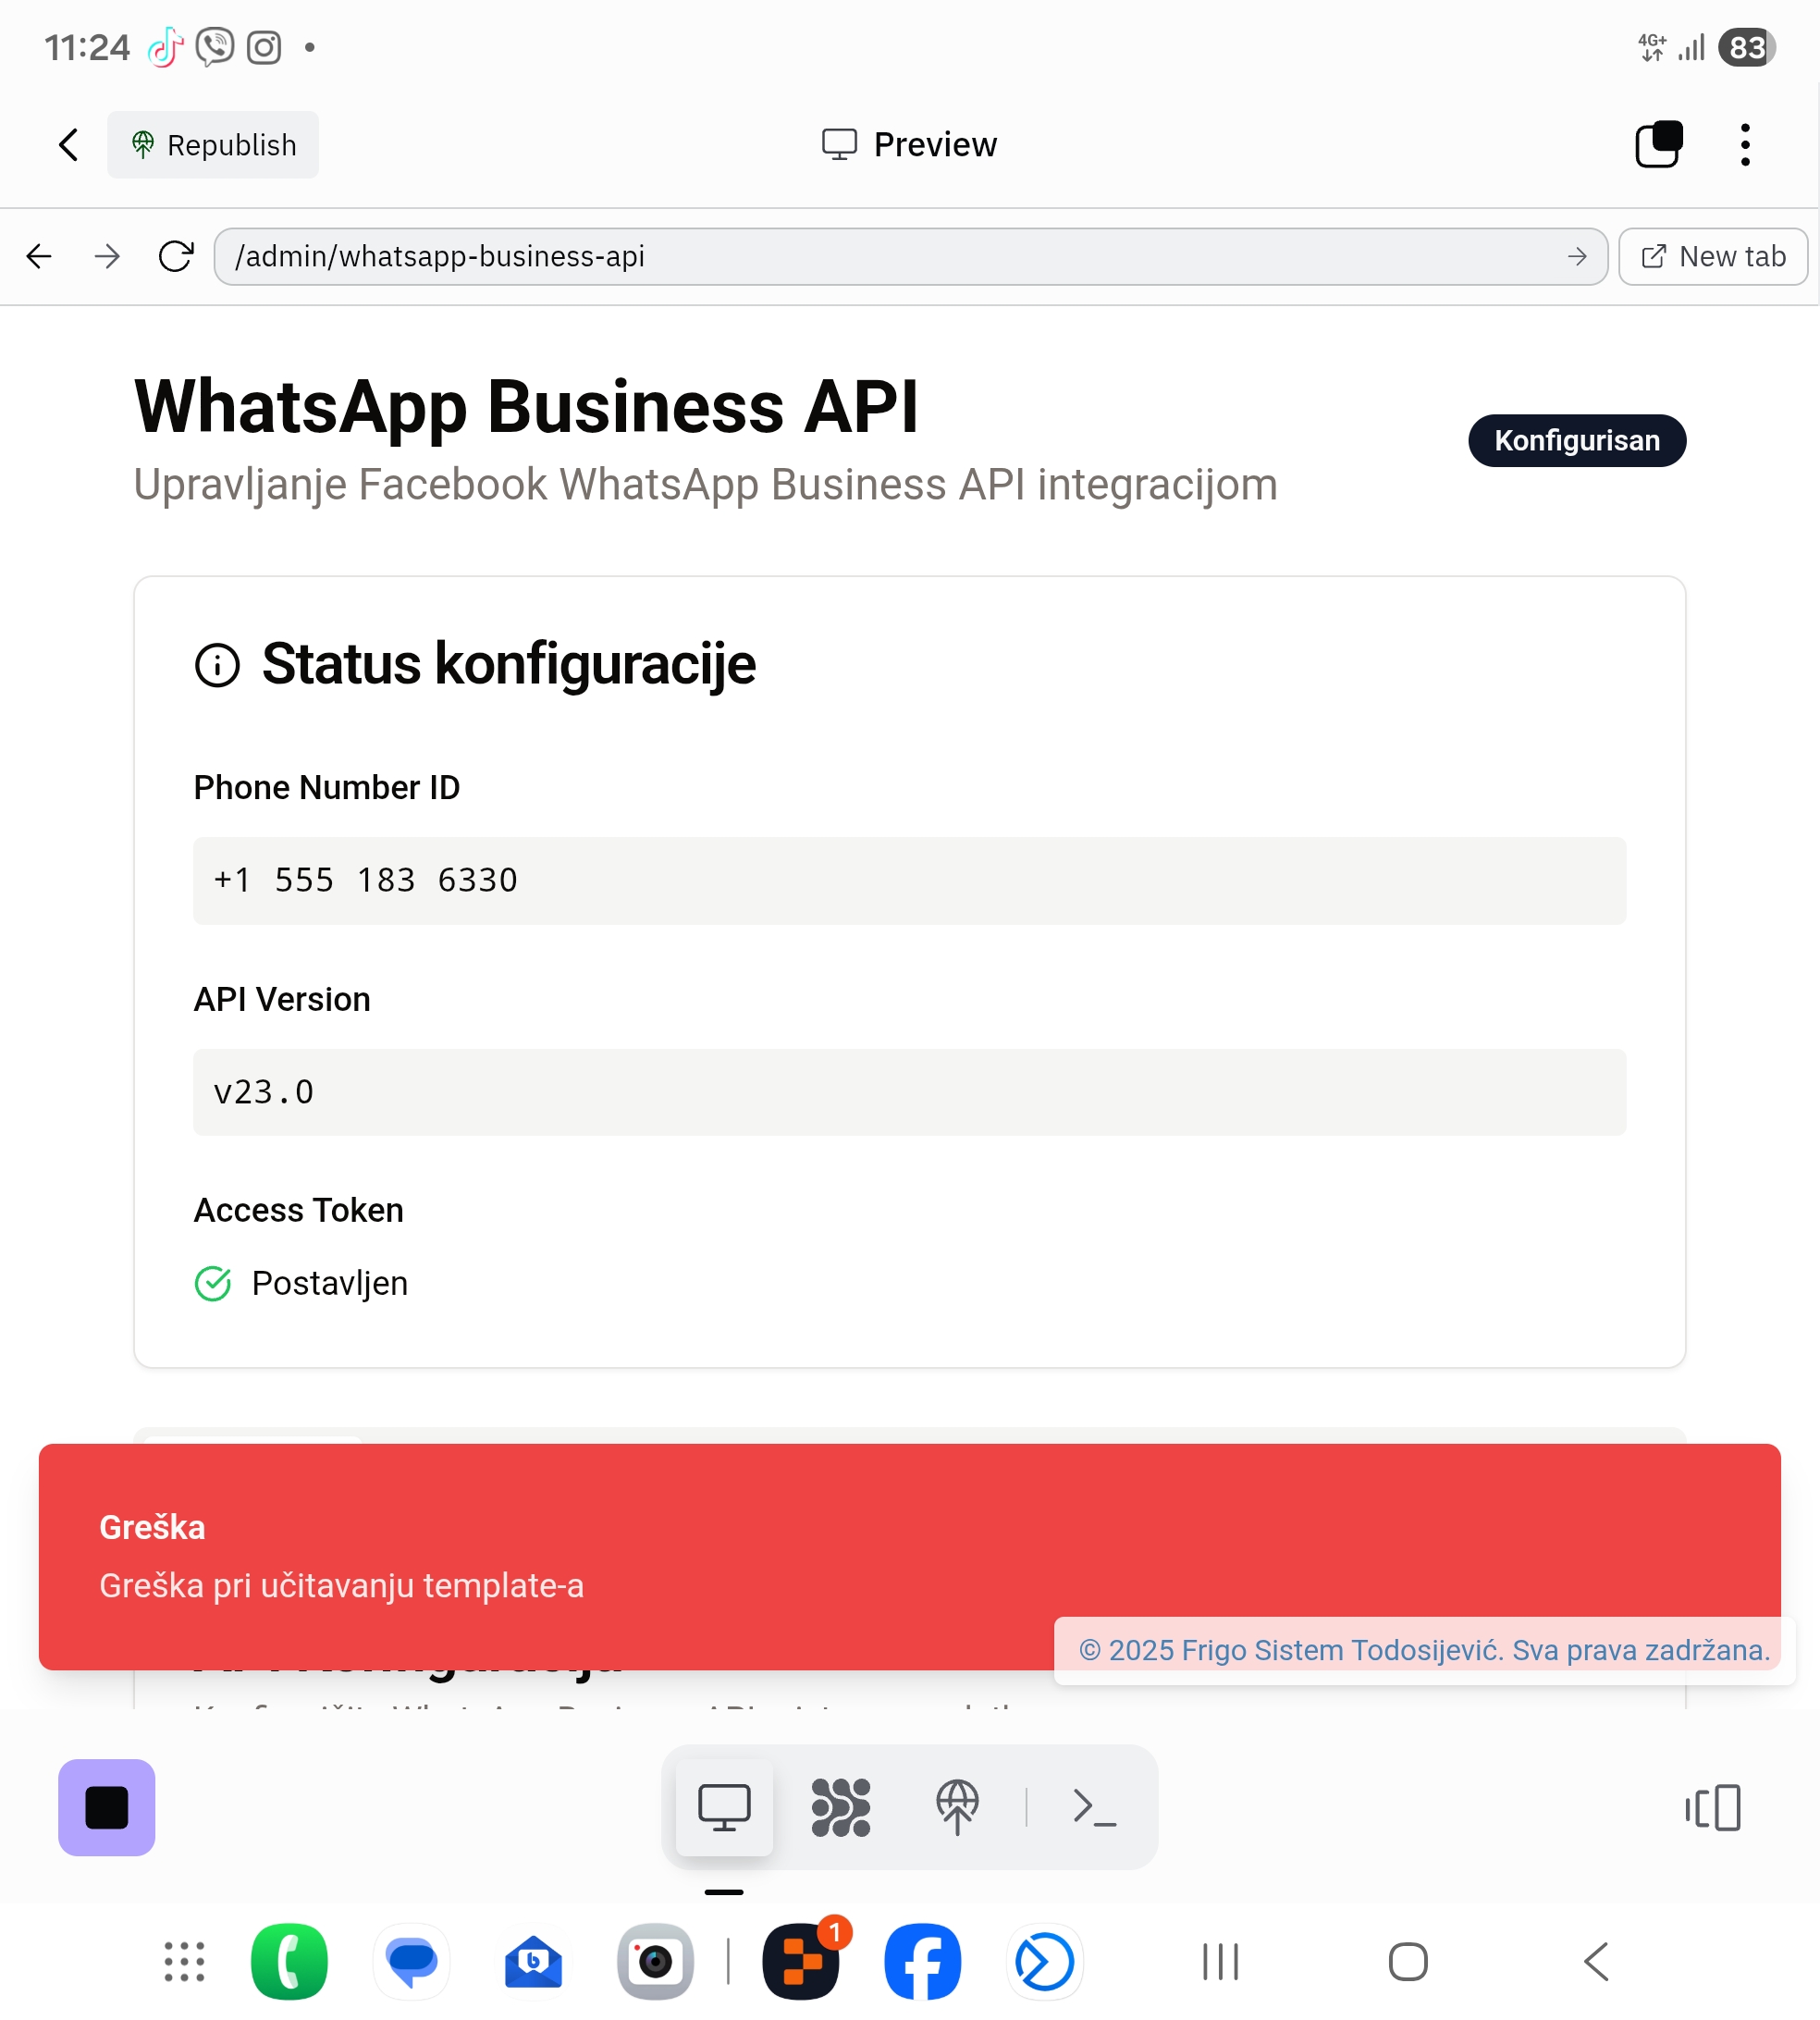 11:24
4G+
83
Republish
Preview
/admin/whatsapp-business-api
New tab
WhatsApp Business API
Konfigurisan
Upravljanje Facebook WhatsApp Business API integracijom
Status konfiguracije
Phone Number ID
+1 555 183 6330
API Version
v23.0
Access Token
Postavljen
Greška
Greška pri učitavanju template-a
© 2025 Frigo Sistem Todosijević. Sva prava zadržana.
1